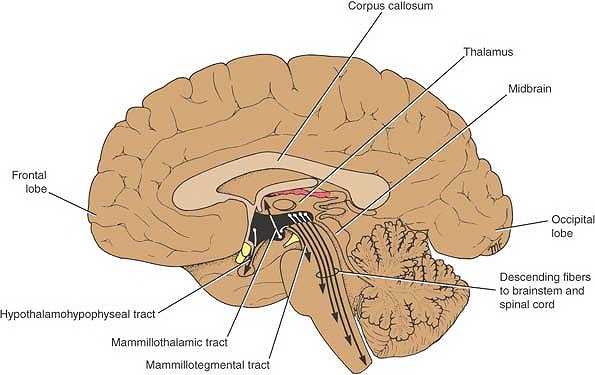 Corpus callosum
Thalamus
Midbrain
Frontal
lobe
Occipital
lobe
Descending fibers
to brainstem and
spinal cord
Hypothalamohypophyseal tract
Mammillothalamic tract
Mammillotegmental tract